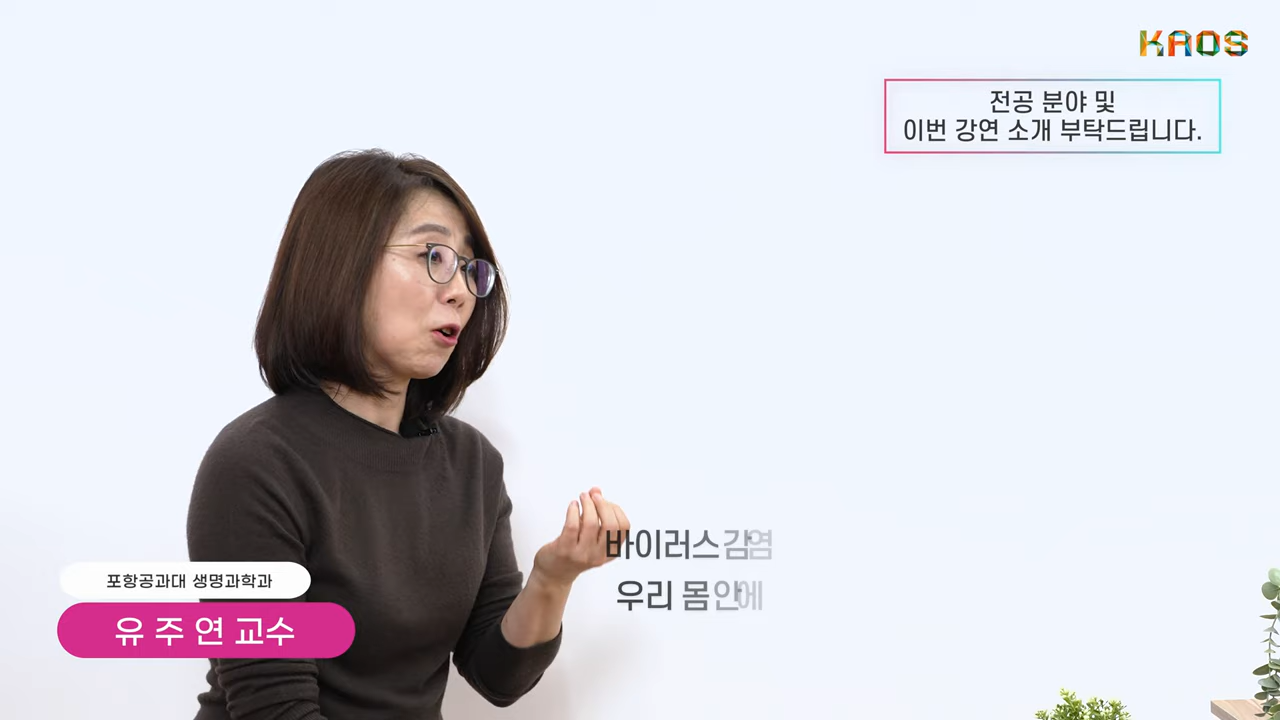 KAOS
전공 분야 및
이번 강연 소개 부탁드립니다.
바이러스 감염
우리 몸 안에
포항공과대 생명과학과
유 주 연 교수